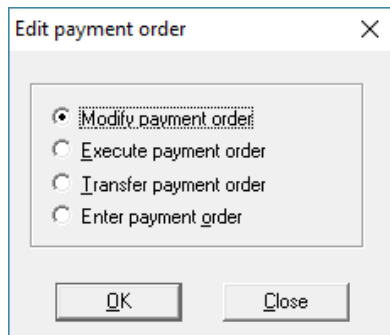 Edit payment order
Modify payment order
Execute payment order
Transfer payment order
Enter payment order
OK Close